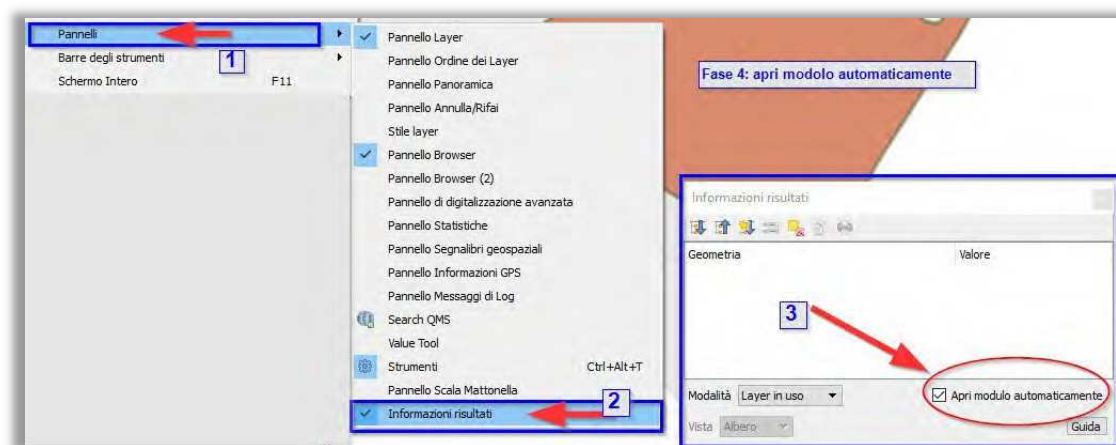 Pannelli
1
Barre degli strumenti
Schermo Intero F11
Pannello Layer
Pannello Ordine dei Layer
Pannello Panoramica
Pannello Annulla/Rifai
Stile layer
Pannello Browser
Pannello Browser (2)
Pannello di digitalizzazione avanzata
Pannello Statistiche
Pannello Segnalibri geospaziali
Pannello Informazioni GPS
Pannello Messaggi di Log
Search QMS
Value Tool
Strumenti Ctrl+Alt+T
Pannello Scala Mattonella
Informazioni risultati
2
Fase 4: apri modolo automaticamente
Informazioni risultati
Geometria Valore
3
Modalità Layer in uso Apri modulo automaticamente
Vista Albero Guida